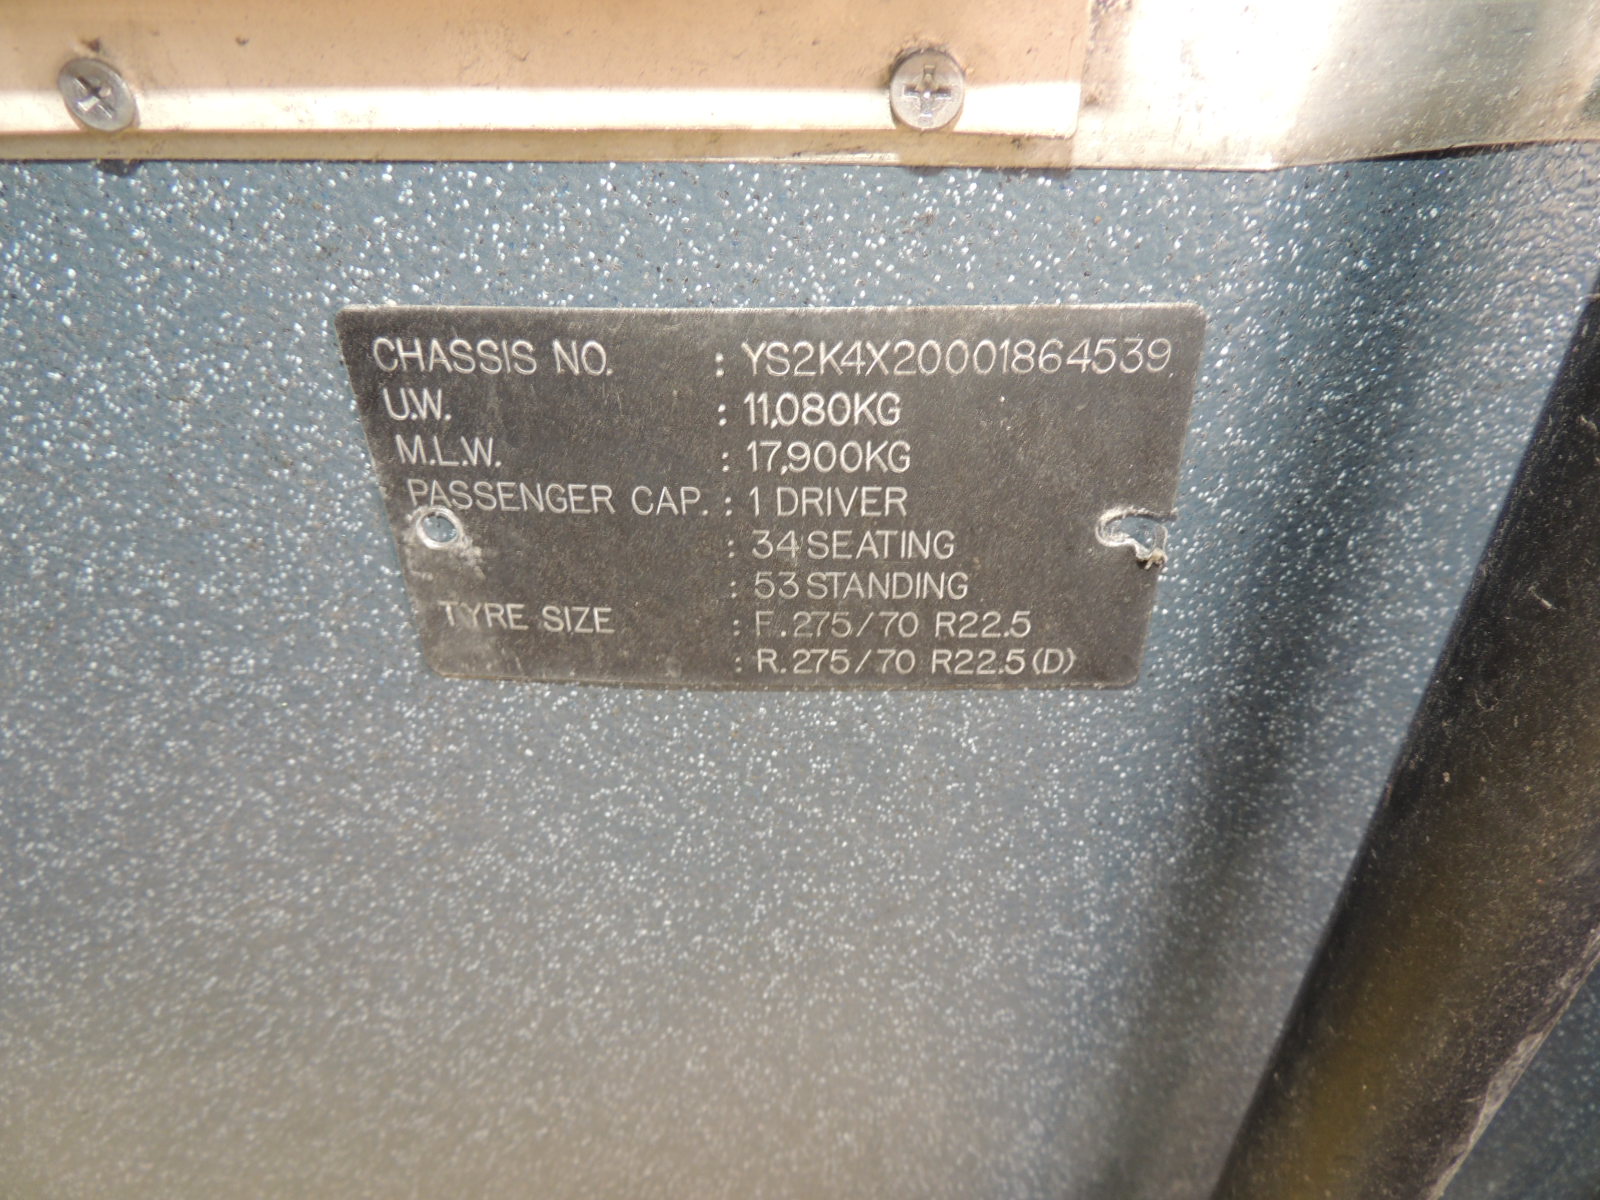 CHASSIS NO. : YS2K4X20001864539
U.W. : 11,080KG
M.L.W. : 17,900KG
PASSENGER CAP. : 1 DRIVER
: 34 SEATING
: 53 STANDING
TYRE SIZE : F. 275/70 R22.5
: R. 275/70 R22.5 (D)